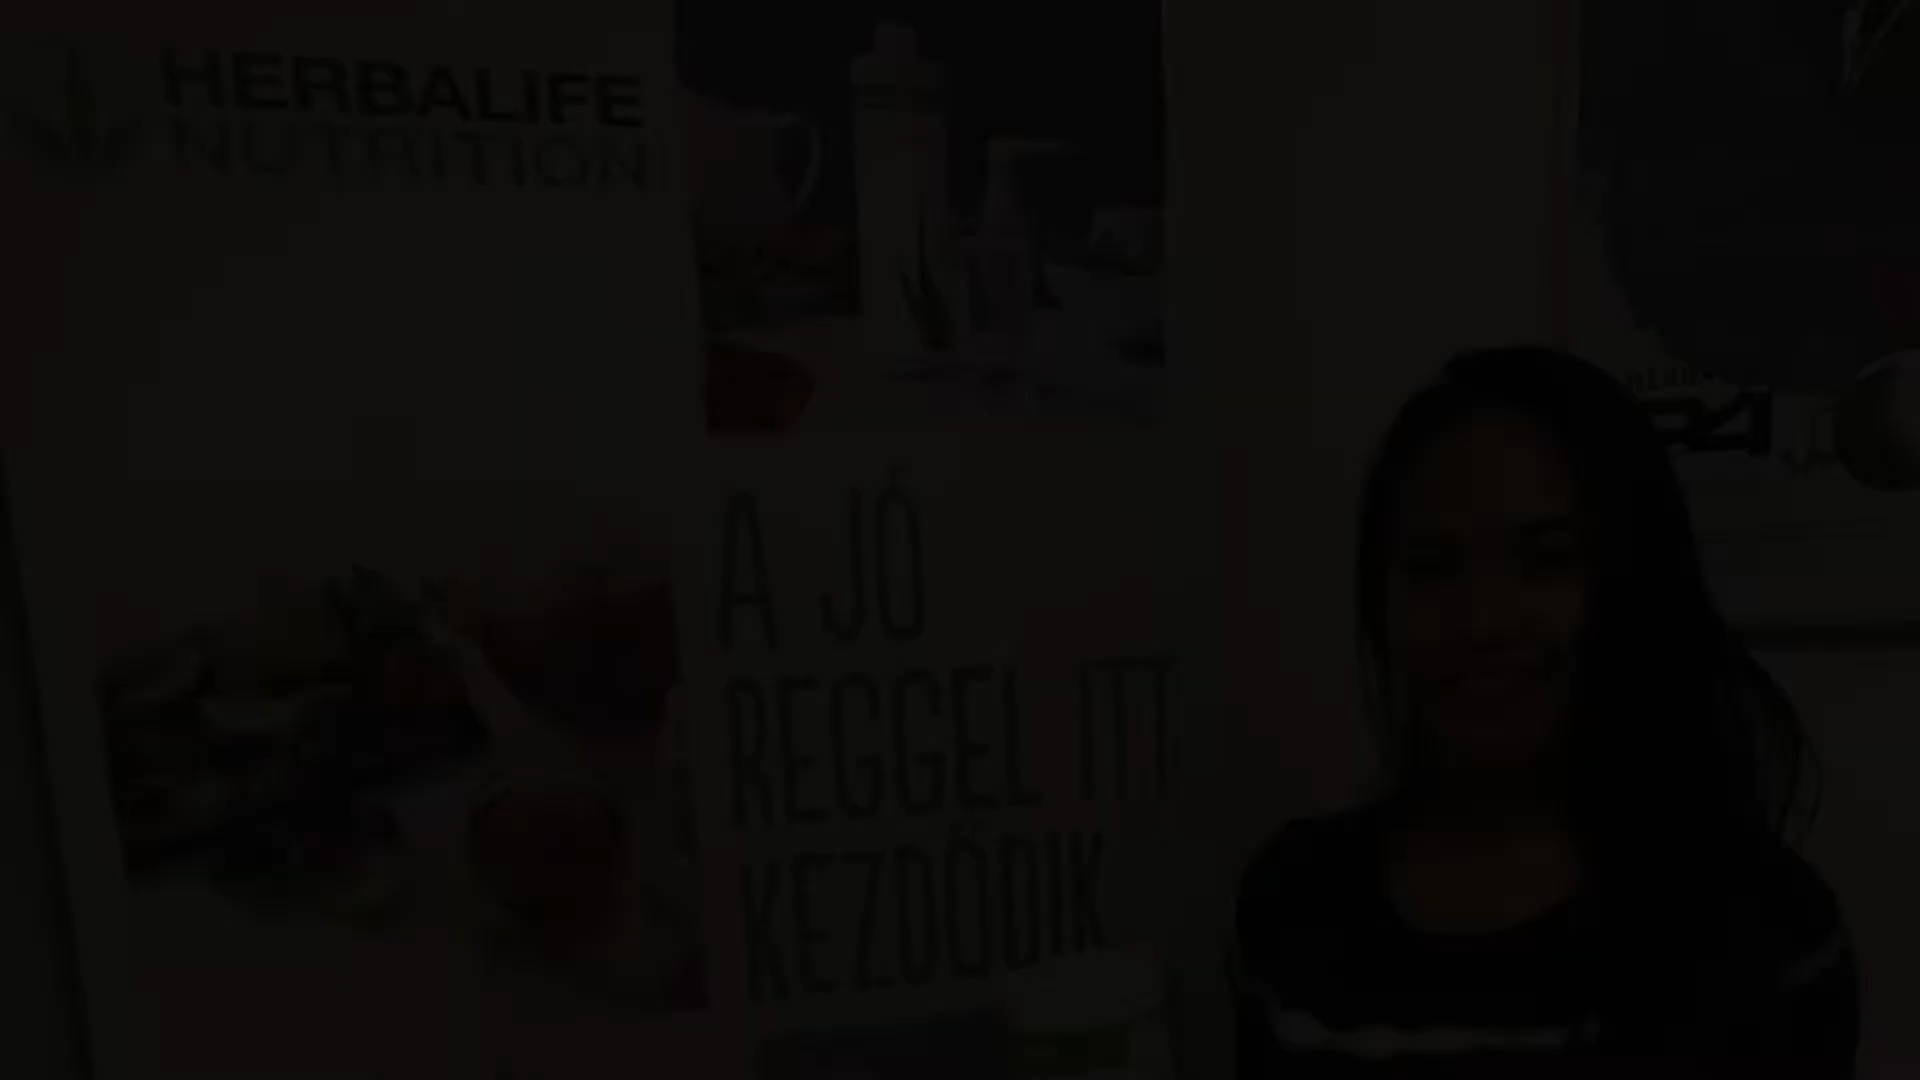 HERBALIFE
NUTRITION
A JÓ
REGGEL ITT
KEZDŐDIK